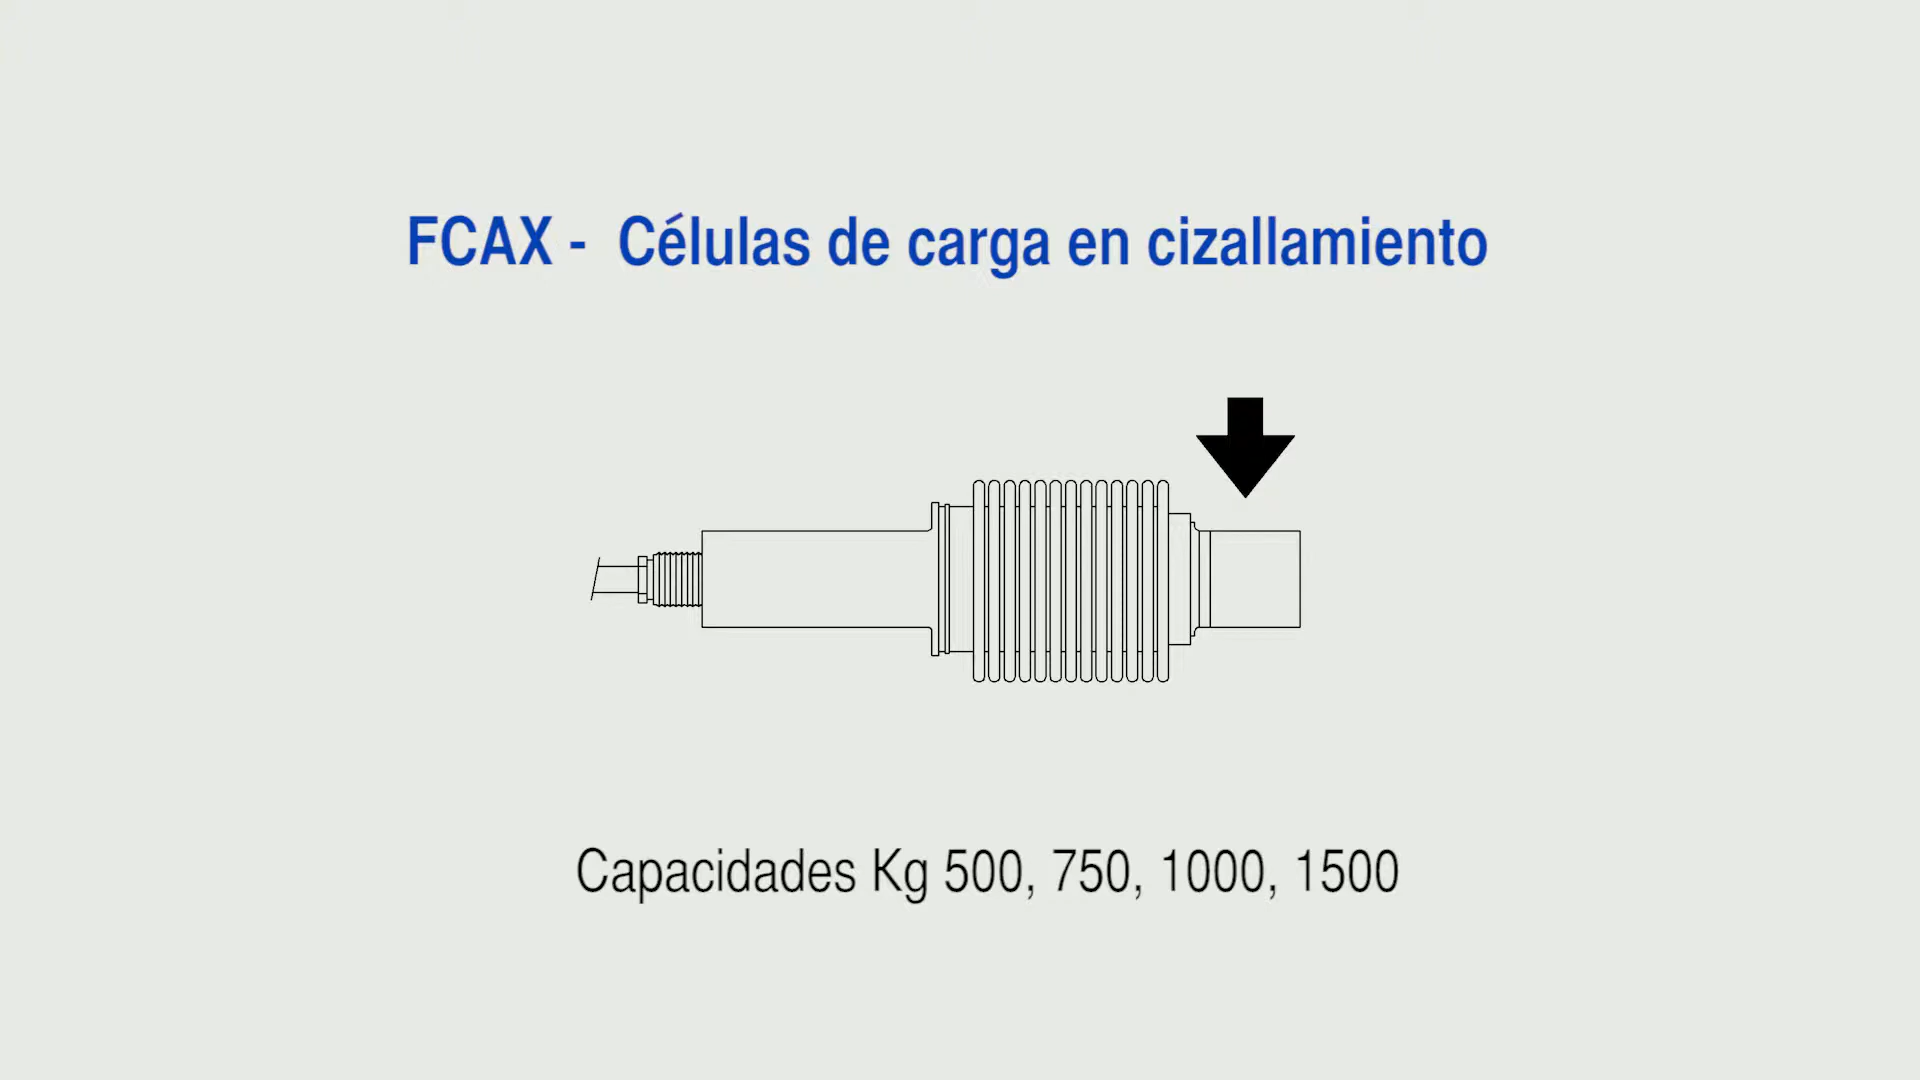 FCAX - Células de carga en cizallamiento
Capacidades Kg 500, 750, 1000, 1500